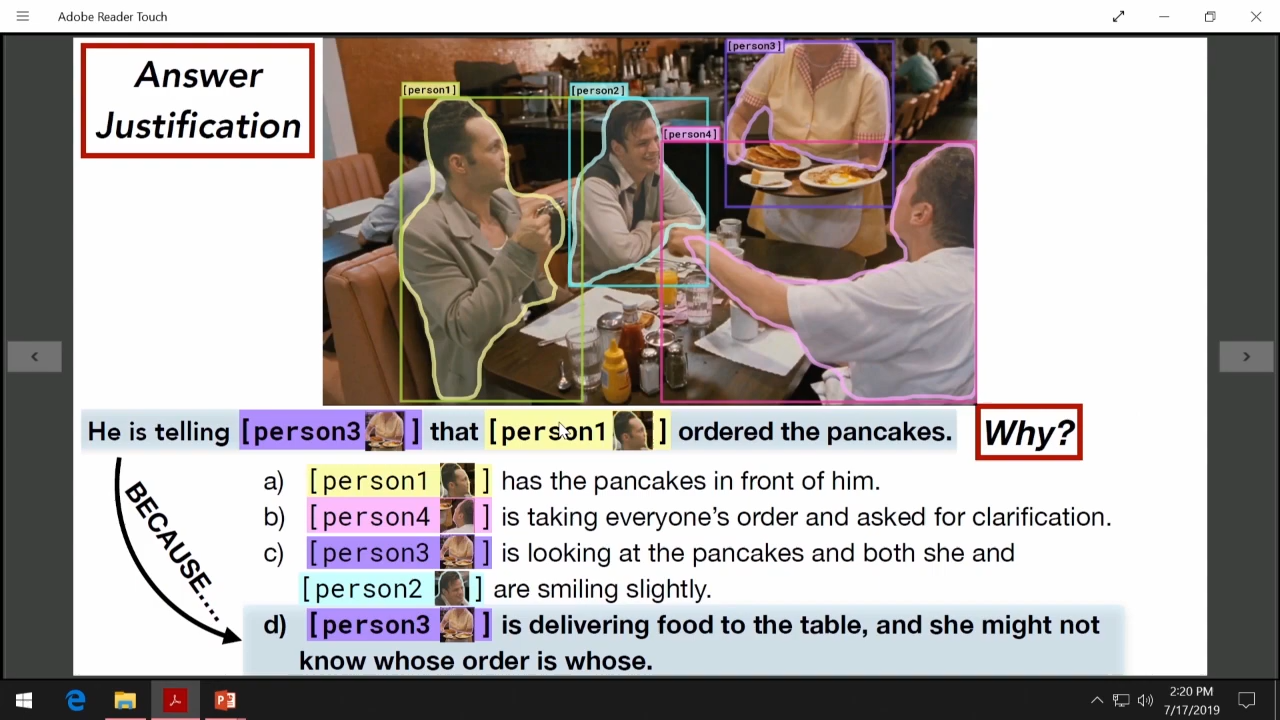 Adobe Reader Touch
Answer
Justification
[person1]
[person2]
[person3]
[person4]
He is telling [person3 ] that [person1 ] ordered the pancakes.
Why?
BECAUSE....
a) [person1 ] has the pancakes in front of him.
b) [person4 ] is taking everyone’s order and asked for clarification.
c) [person3 ] is looking at the pancakes and both she and
[person2 ] are smiling slightly.
d) [person3 ] is delivering food to the table, and she might not
know whose order is whose.
2:20 PM
7/17/2019